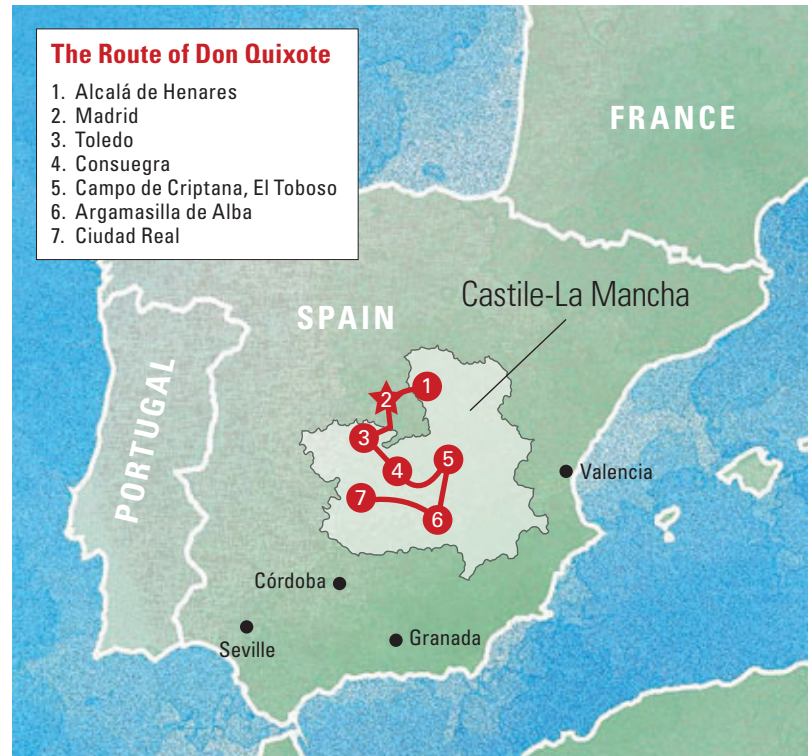 The Route of Don Quixote
1. Alcalá de Henares
2. Madrid
3. Toledo
4. Consuegra
5. Campo de Criptana, El Toboso
6. Argamasilla de Alba
7. Ciudad Real
FRANCE
Castile-La Mancha
SPAIN
PORTUGAL
1
2
3
4
5
6
7
Valencia
Córdoba
Seville
Granada